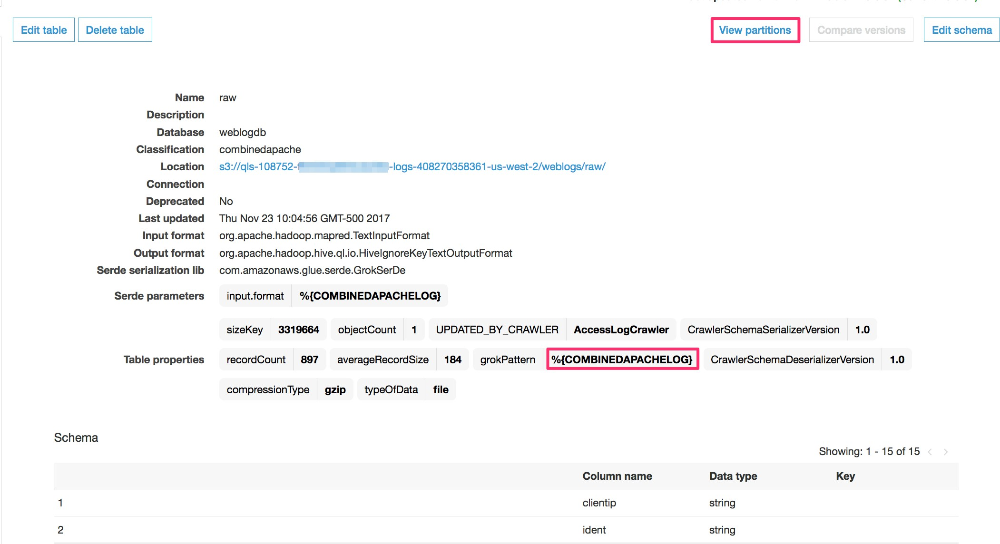 Edit table Delete table View partitions Compare versions Edit schema
Name raw
Description
Database weblogdb
Classification combinedapache
Location s3://qls-108752- -logs-408270358361-us-west-2/weblogs/raw/
Connection
Deprecated No
Last updated Thu Nov 23 10:04:56 GMT-500 2017
Input format org.apache.hadoop.mapred.TextInputFormat
Output format org.apache.hadoop.hive.ql.io.HiveIgnoreKeyTextOutputFormat
Serde serialization lib com.amazonaws.glue.serde.GrokSerDe
Serde parameters input.format %{COMBINEDAPACHELOG}
sizeKey 3319664 objectCount 1 UPDATED_BY_CRAWLER AccessLogCrawler CrawlerSchemaSerializerVersion 1.0
Table properties recordCount 897 averageRecordSize 184 grokPattern %{COMBINEDAPACHELOG} CrawlerSchemaDeserializerVersion 1.0
compressionType gzip typeOfData file
Schema
Showing: 1 - 15 of 15
Column name Data type Key
1 clientip string
2 ident string